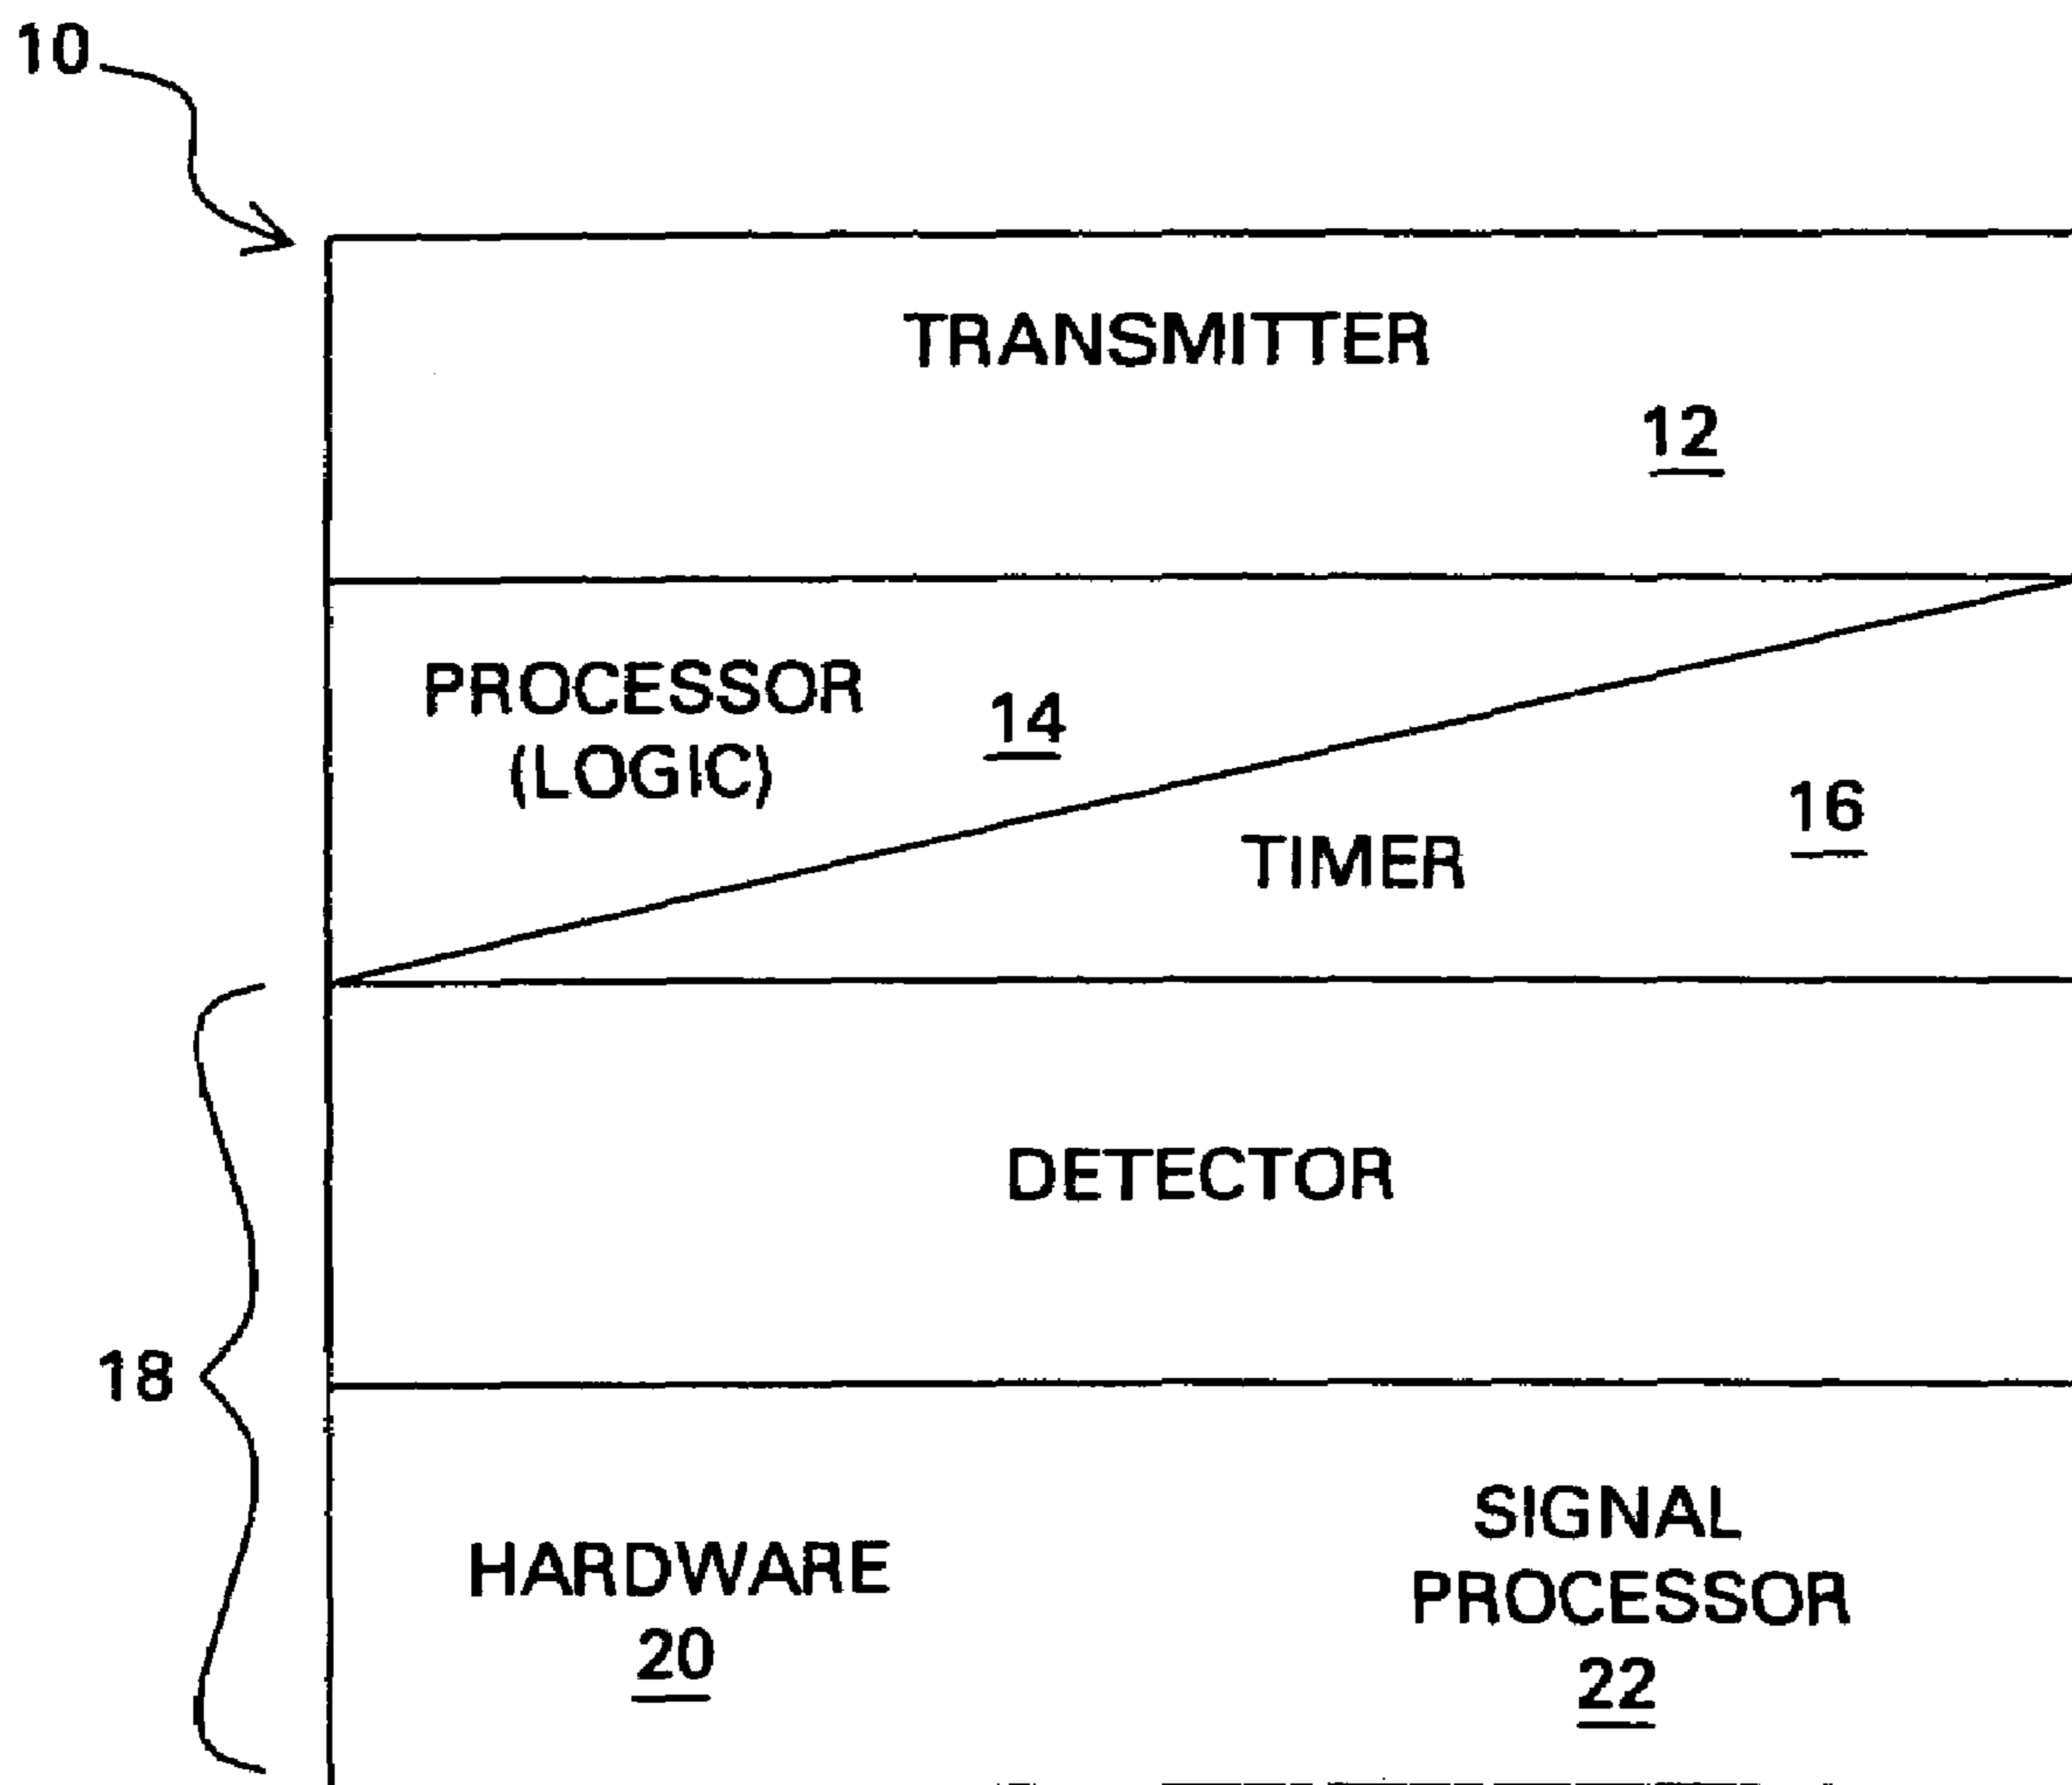 10
TRANSMITTER
12
PROCESSOR
(LOGIC)
14
16
TIMER
DETECTOR
18
HARDWARE
20
SIGNAL
PROCESSOR
22